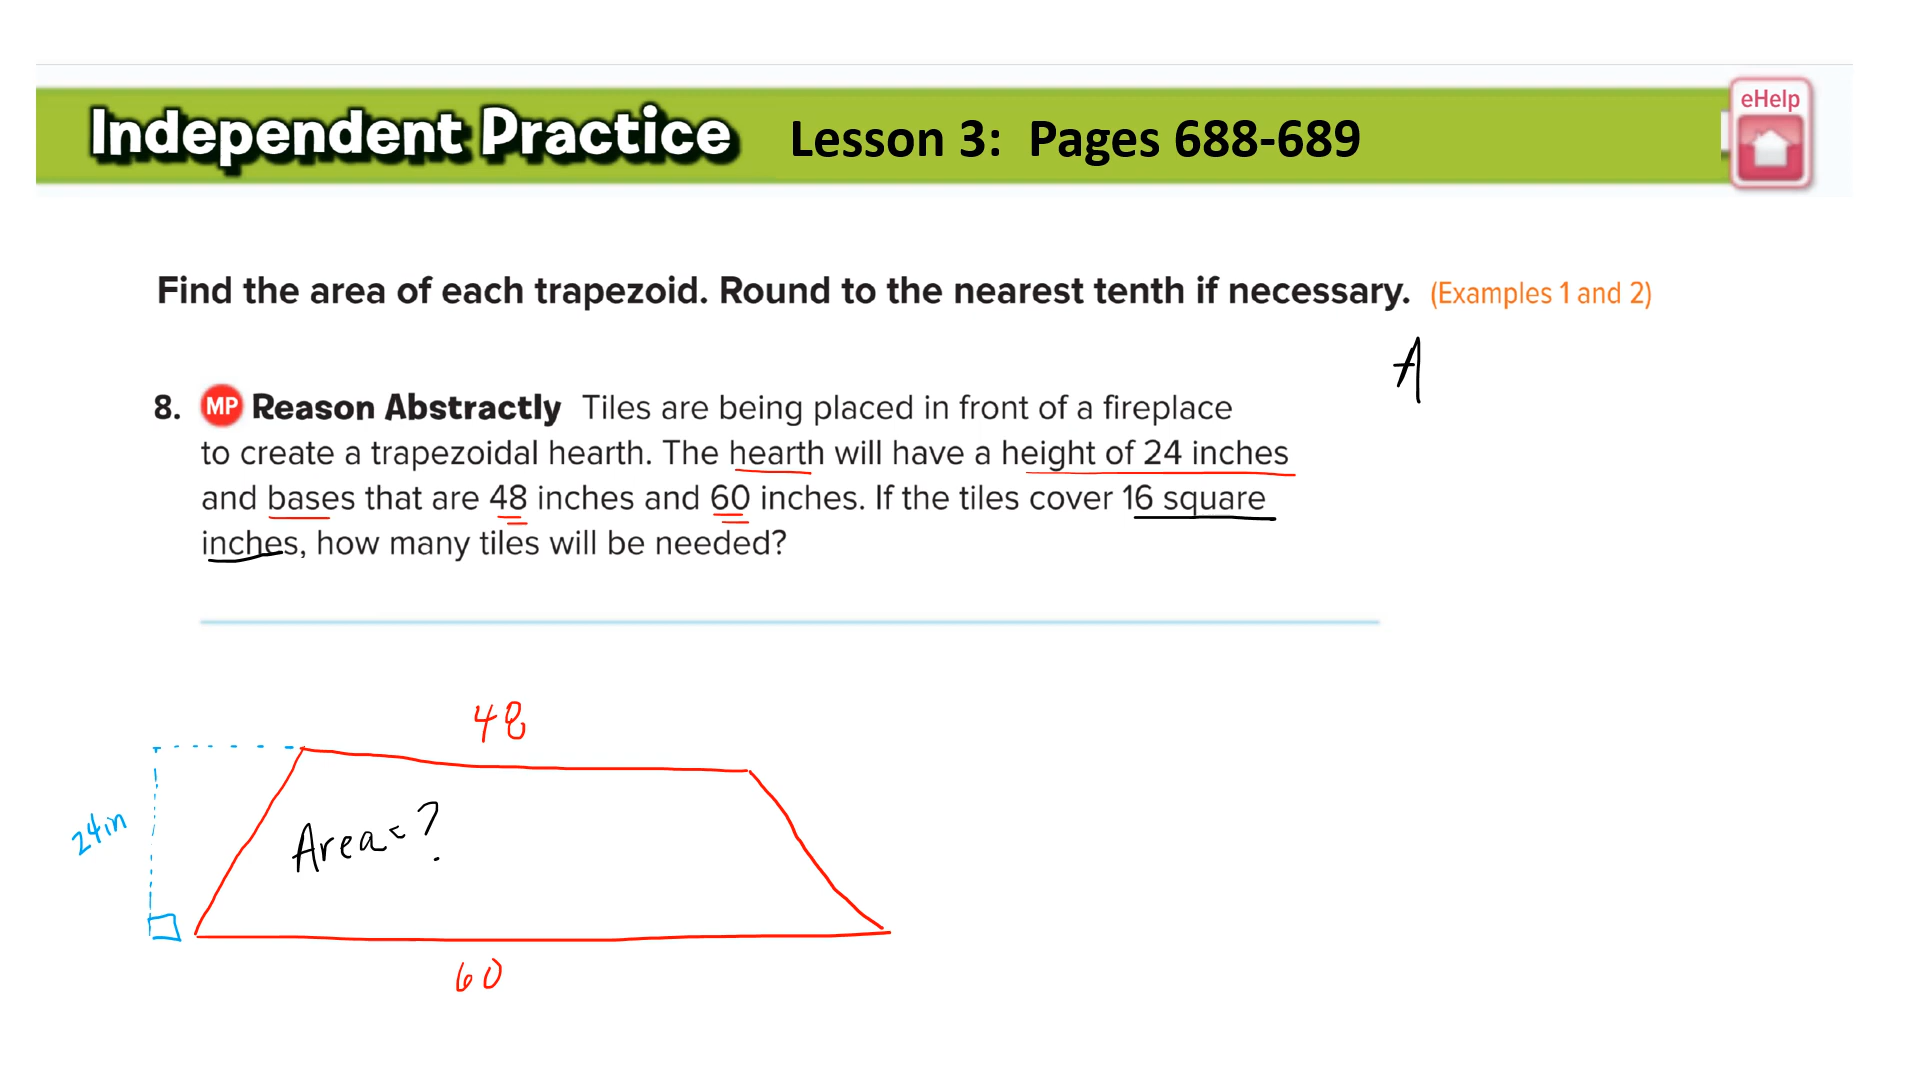 Independent Practice Lesson 3: Pages 688-689
eHelp
Find the area of each trapezoid. Round to the nearest tenth if necessary. (Examples 1 and 2)
A
8. MP Reason Abstractly Tiles are being placed in front of a fireplace
to create a trapezoidal hearth. The hearth will have a height of 24 inches
and bases that are 48 inches and 60 inches. If the tiles cover 16 square
inches, how many tiles will be needed?
48
24in
Area = ?
60